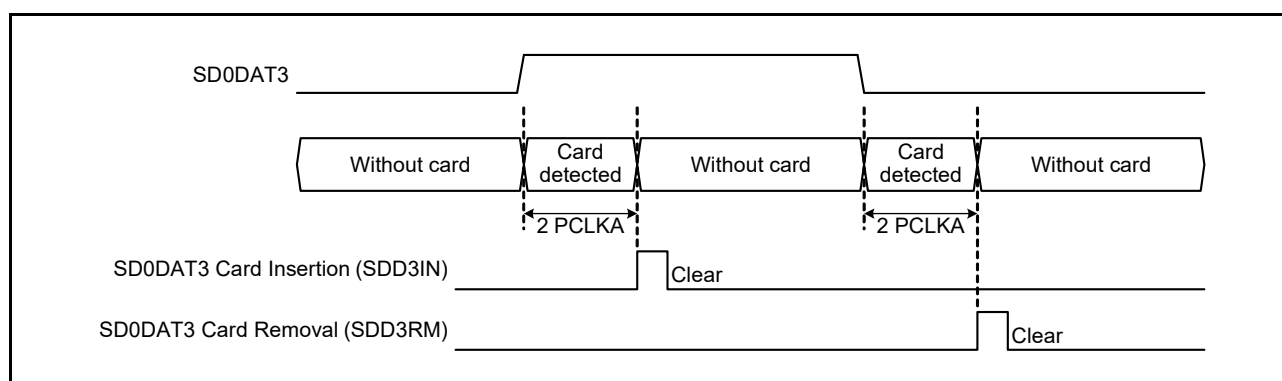 SD0DAT3
Without card
Card
detected
Without card
Card
detected
Without card
2 PCLKA
2 PCLKA
SD0DAT3 Card Insertion (SDD3IN)
Clear
SD0DAT3 Card Removal (SDD3RM)
Clear